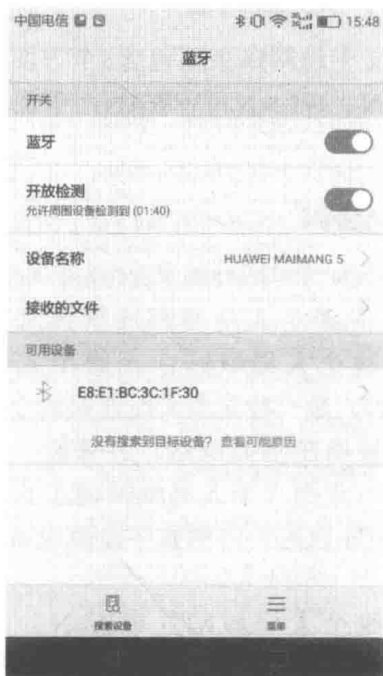 中国电信 15:48
蓝牙
开关
蓝牙
开放检测
允许周围设备检测到 (01:40)
设备名称 HUAWEI MAIMANG 5
接收的文件
可用设备
E8:E1:BC:3C:1F:30
没有搜索到目标设备？查看可能原因
搜索设备 菜单